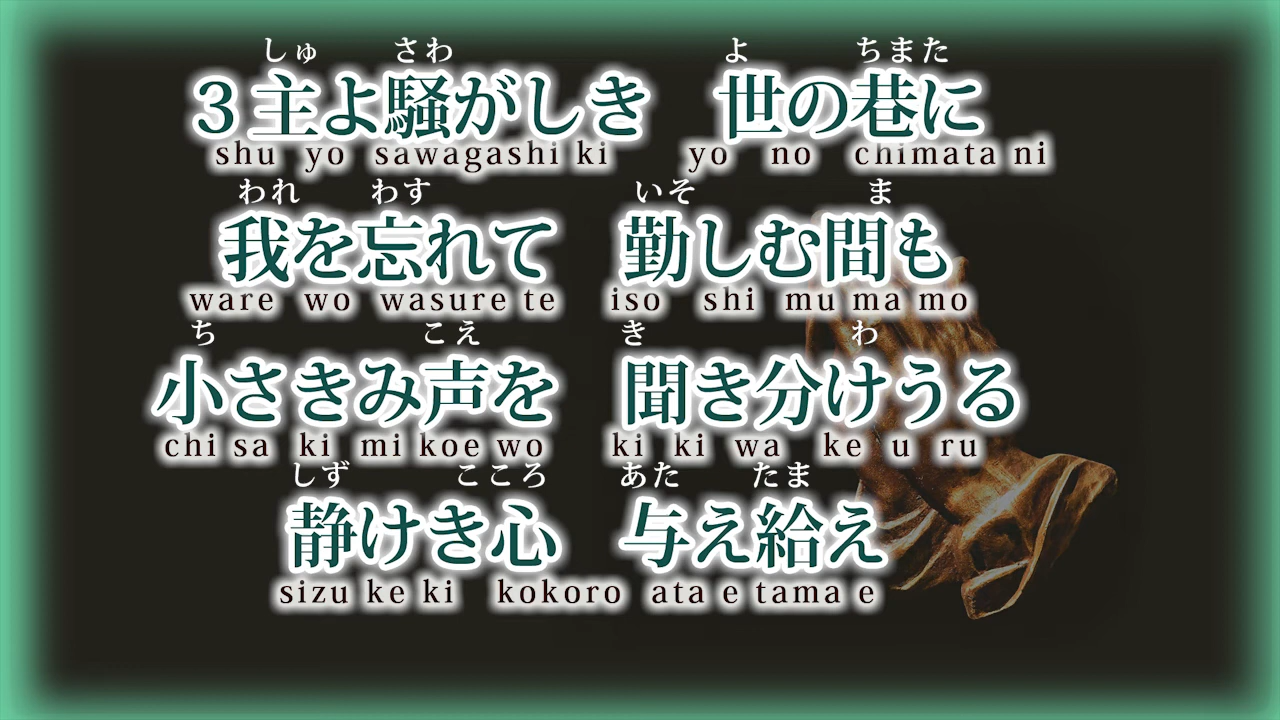 しゅ さわ よ ちまた
３主よ騒がしき 世の巷に
shu yo sawagashi ki yo no chimata ni
われ わす いそ ま
我を忘れて 勤しむ間も
ware wo wasure te iso shi mu ma mo
ち こえ き わ
小さきみ声を 聞き分けうる
chi sa ki mi koe wo ki ki wa ke u ru
しず こころ あた たま
静けき心 与え給え
sizu ke ki kokoro ata e tama e